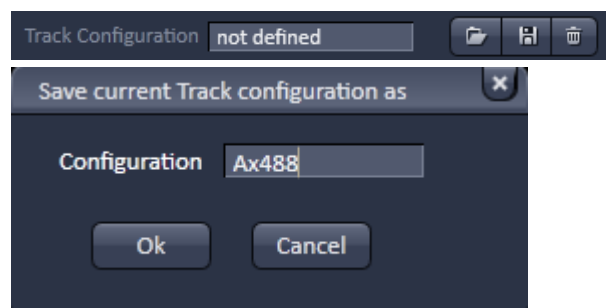 Track Configuration not defined
Save current Track configuration as
Configuration Ax488
Ok Cancel